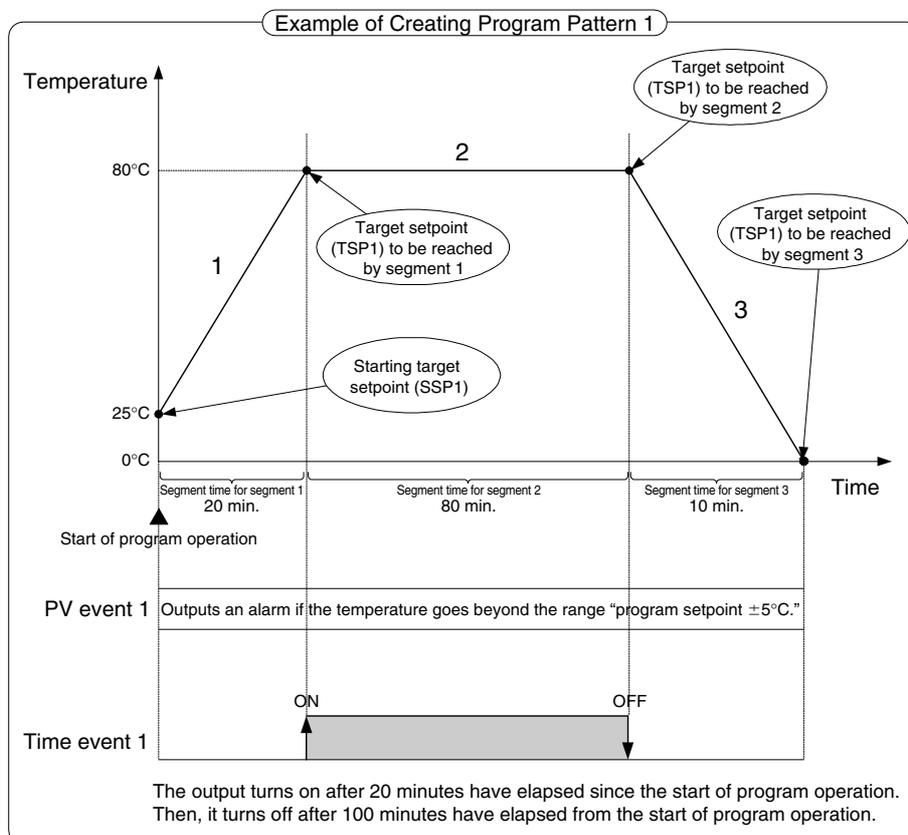 Example of Creating Program Pattern 1
Temperature
Target setpoint
(TSP1) to be reached
by segment 2
80°C
2
Target setpoint
(TSP1) to be reached
by segment 1
Target setpoint
(TSP1) to be reached
by segment 3
1
3
Starting target
setpoint (SSP1)
25°C
0°C
Time
Segment time for segment 1
20 min.
Segment time for segment 2
80 min.
Segment time for segment 3
10 min.
Start of program operation
PV event 1
Outputs an alarm if the temperature goes beyond the range “program setpoint ±5°C.”
ON
OFF
Time event 1
The output turns on after 20 minutes have elapsed since the start of program operation.
Then, it turns off after 100 minutes have elapsed from the start of program operation.